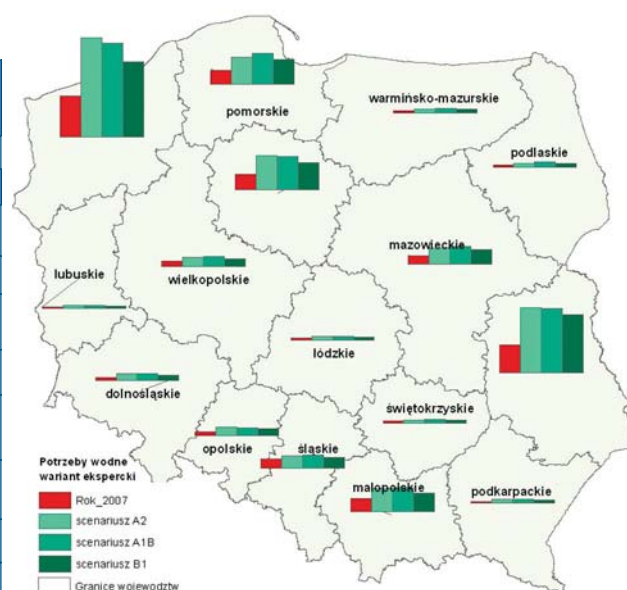 pomorskie
warmińsko-mazurskie
podlaskie
mazowieckie
lubuskie
wielkopolskie
łódzkie
dolnośląskie
świętokrzyskie
opolskie
śląskie
małopolskie
podkarpackie
Potrzeby wodne
wariant ekspercki
Rok_2007
scenariusz A2
scenariusz A1B
scenariusz B1
Granice wojewodztw